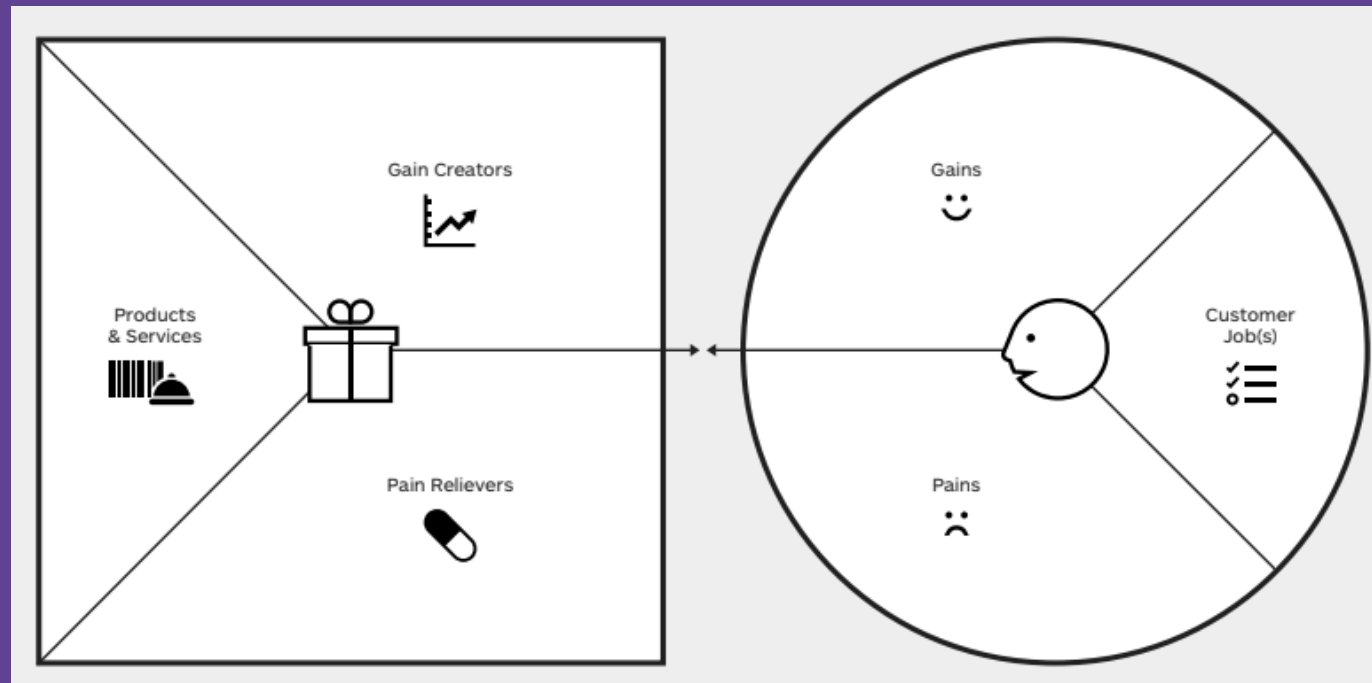 Gain Creators
Products
& Services
Pain Relievers
Gains
Customer
Job(s)
Pains